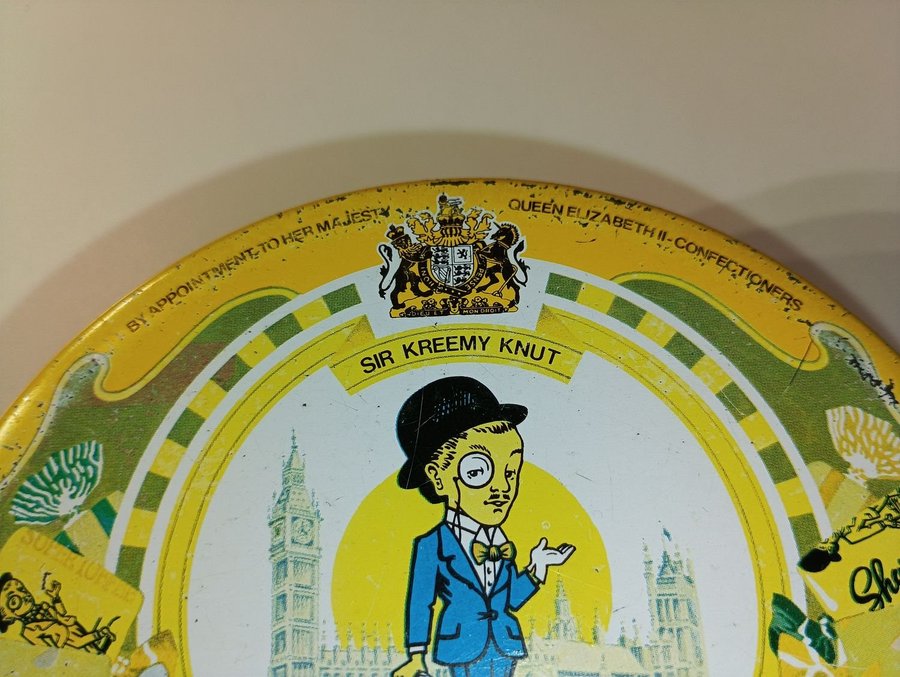 BY APPOINTMENT TO HER MAJESTY QUEEN ELIZABETH II - CONFECTIONERS
DIEU ET MON DROIT
SIR KREEMY KNUT